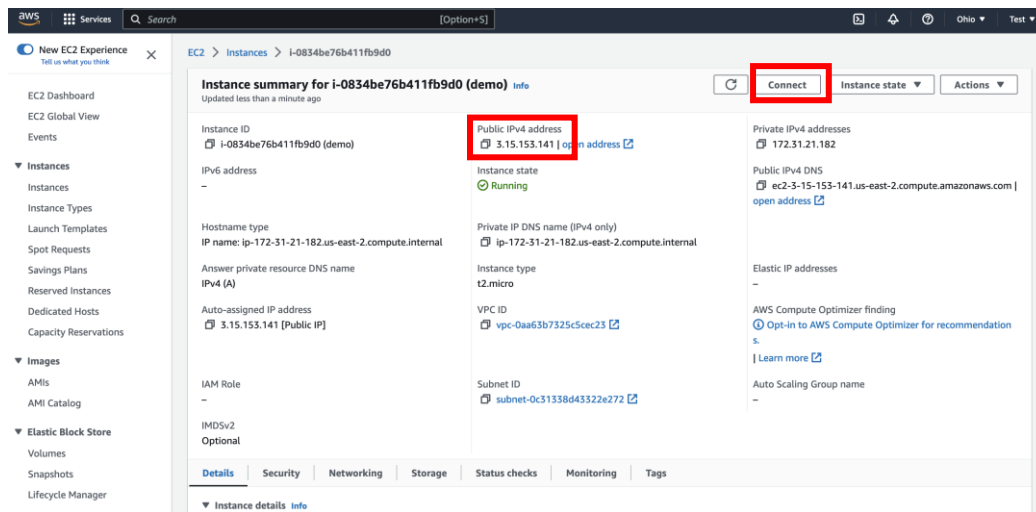 aws Services Search [Option+S] Ohio Test
New EC2 Experience
Tell us what you think
EC2 Dashboard
EC2 Global View
Events
Instances
Instances
Instance Types
Launch Templates
Spot Requests
Savings Plans
Reserved Instances
Dedicated Hosts
Capacity Reservations
Images
AMIs
AMI Catalog
Elastic Block Store
Volumes
Snapshots
Lifecycle Manager
EC2 > Instances > i-0834be76b411fb9d0
Instance summary for i-0834be76b411fb9d0 (demo) Info
Updated less than a minute ago
Connect Instance state Actions
Instance ID
i-0834be76b411fb9d0 (demo)
Public IPv4 address
3.15.153.141 | open address
Private IPv4 addresses
172.31.21.182
IPv6 address
–
Instance state
Running
Public IPv4 DNS
ec2-3-15-153-141.us-east-2.compute.amazonaws.com |
open address
Hostname type
IP name: ip-172-31-21-182.us-east-2.compute.internal
Private IP DNS name (IPv4 only)
ip-172-31-21-182.us-east-2.compute.internal
Answer private resource DNS name
IPv4 (A)
Instance type
t2.micro
Elastic IP addresses
–
Auto-assigned IP address
3.15.153.141 [Public IP]
VPC ID
vpc-0aa63b7325c5cec23
AWS Compute Optimizer finding
Opt-in to AWS Compute Optimizer for recommendation
s.
| Learn more
IAM Role
–
Subnet ID
subnet-0c31338d43322e272
Auto Scaling Group name
–
IMDSv2
Optional
Details Security Networking Storage Status checks Monitoring Tags
Instance details Info